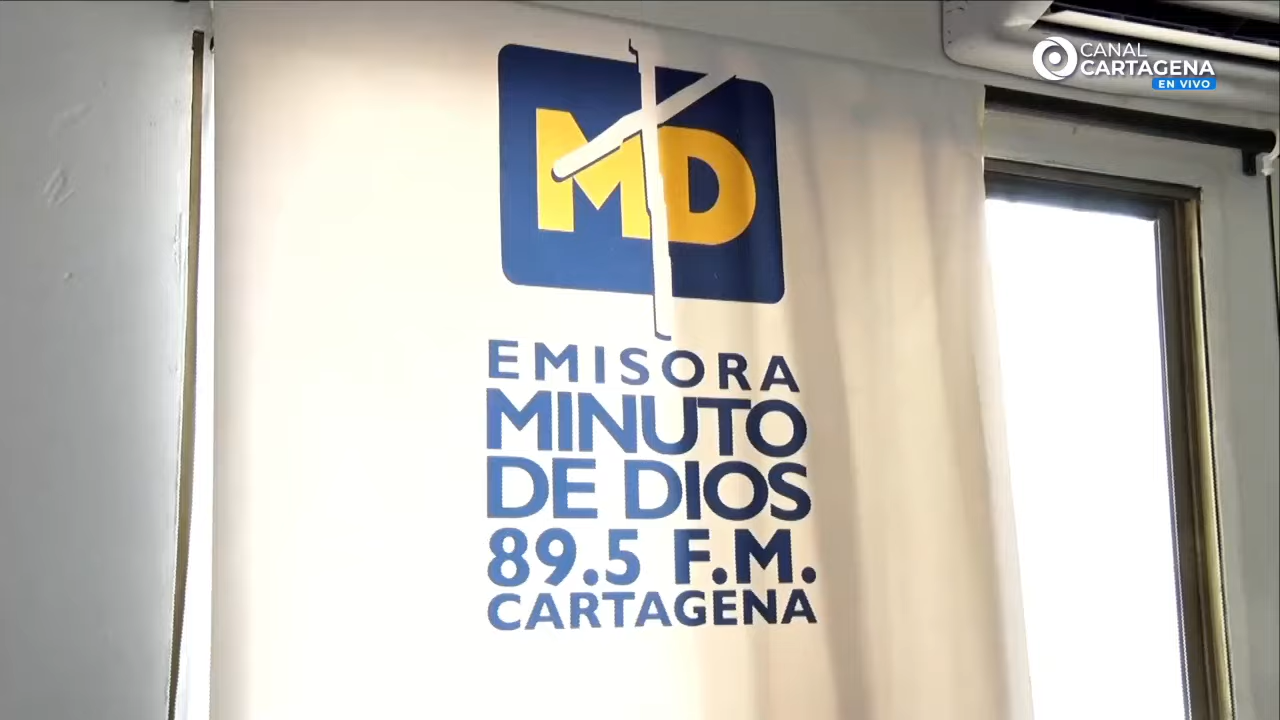 CANAL
CARTAGENA
EN VIVO
MD
EMISORA
MINUTO
DE DIOS
89.5 F.M.
CARTAGENA